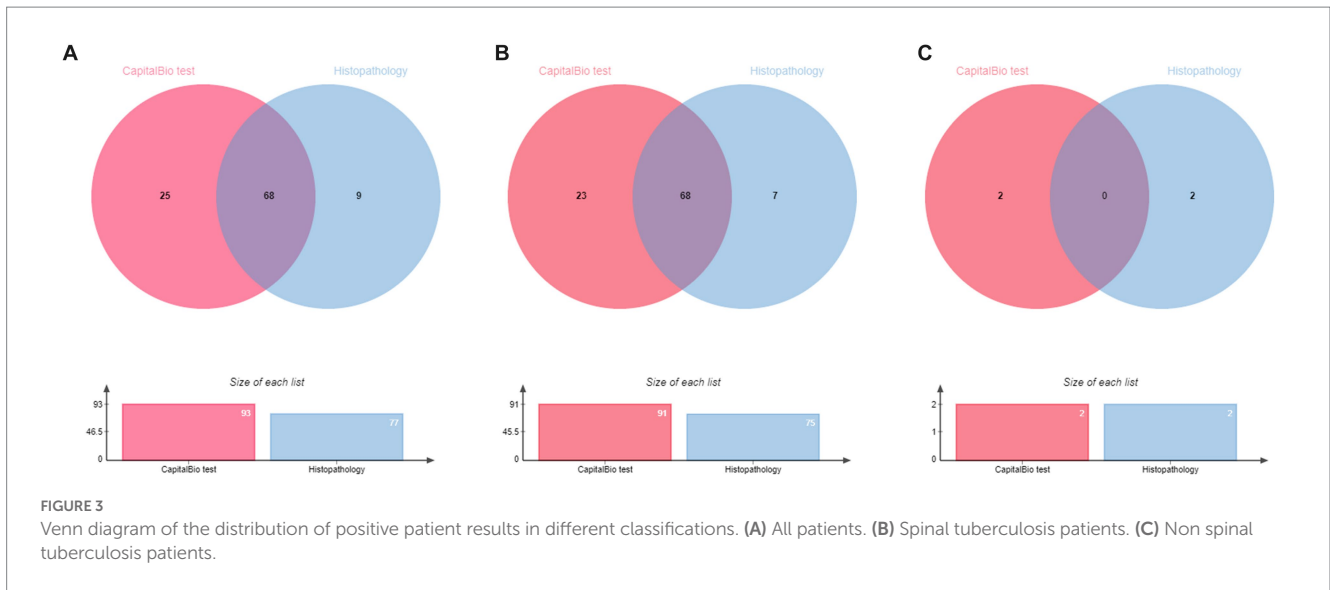 A
CapitalBio test
Histopathology
25
68
9
Size of each list
93
46.5
0
93
77
CapitalBio test
Histopathology
B
CapitalBio test
Histopathology
23
68
7
Size of each list
91
45.5
0
91
75
CapitalBio test
Histopathology
C
CapitalBio test
Histopathology
2
0
2
Size of each list
2
1
0
2
2
CapitalBio test
Histopathology
FIGURE 3
Venn diagram of the distribution of positive patient results in different classifications. (A) All patients. (B) Spinal tuberculosis patients. (C) Non spinal
tuberculosis patients.